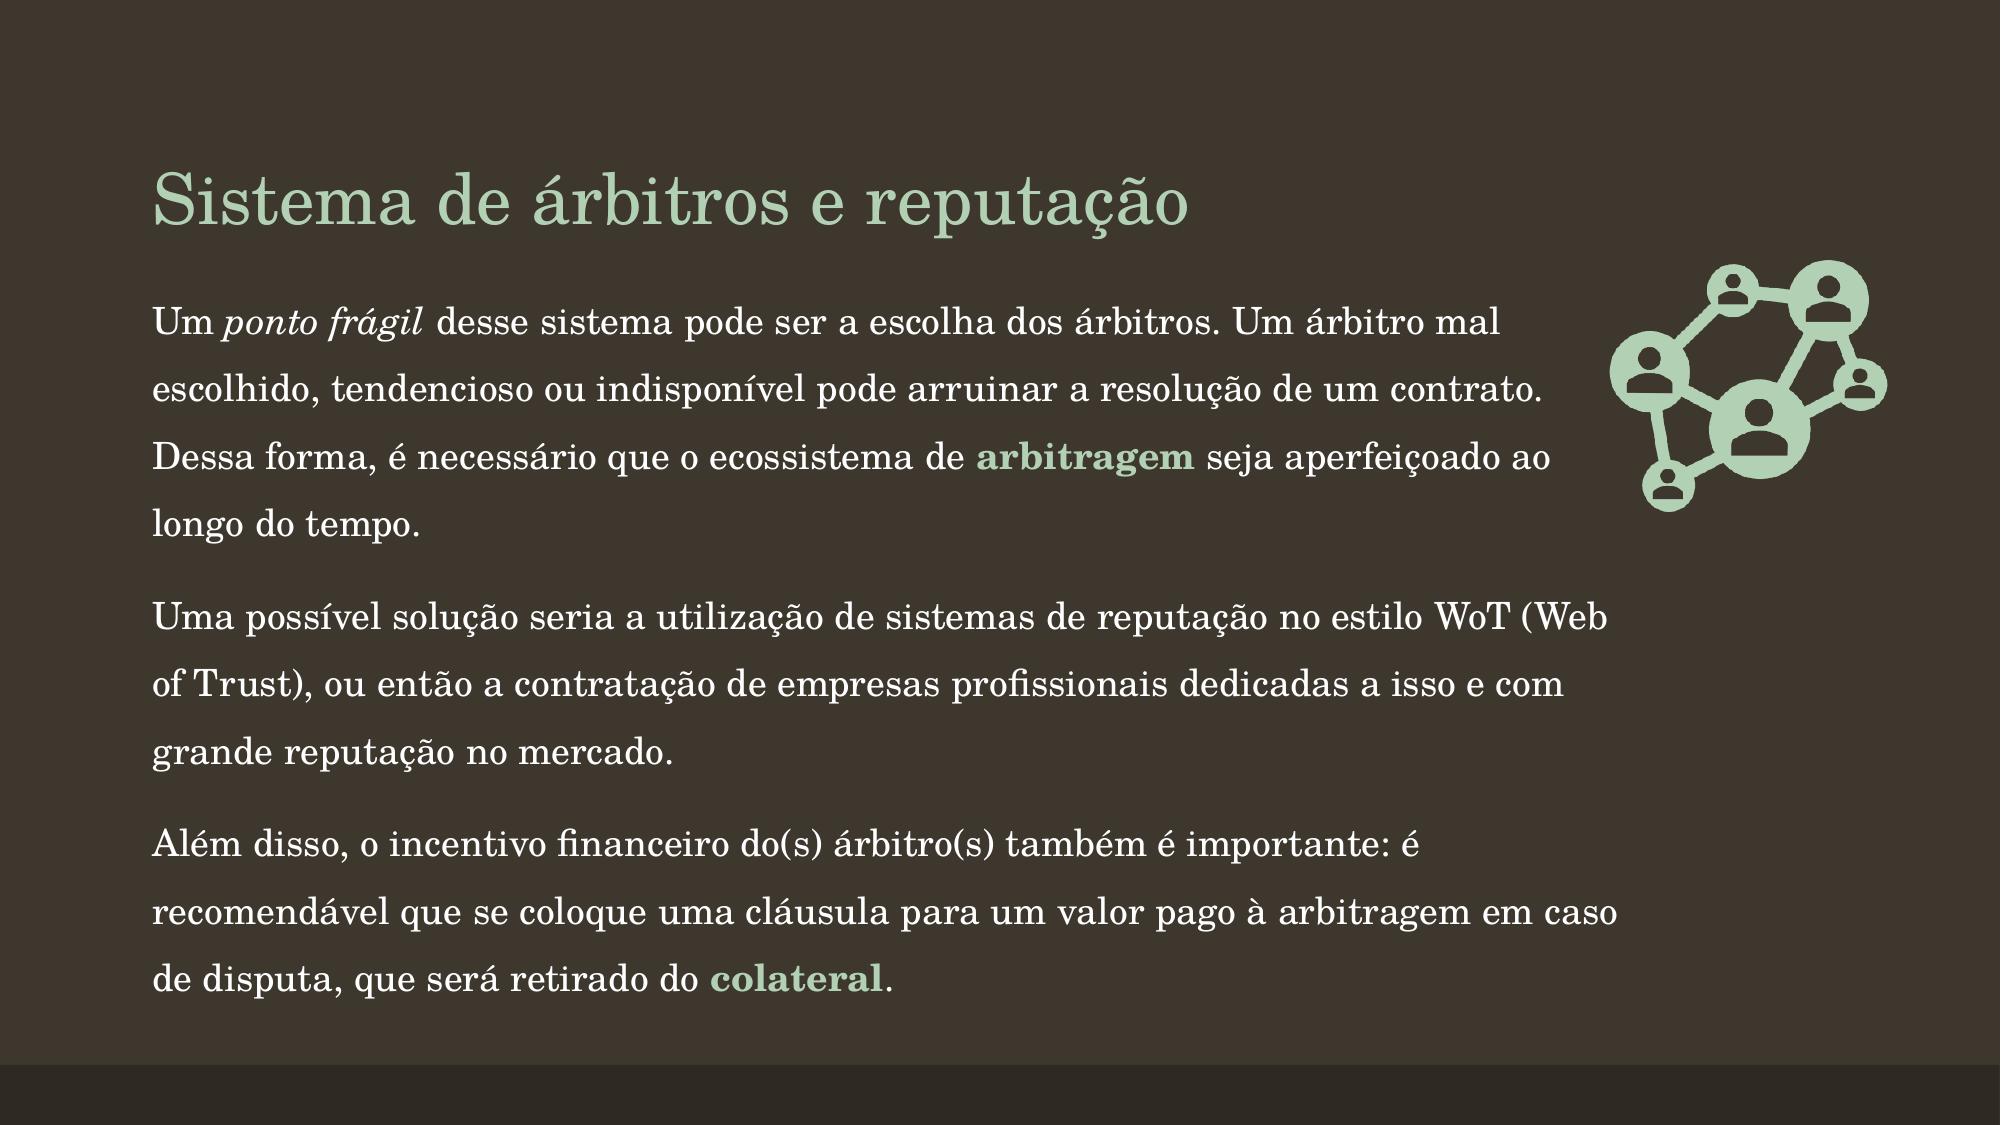 Sistema de árbitros e reputação
Um ponto frágil desse sistema pode ser a escolha dos árbitros. Um árbitro mal
escolhido, tendencioso ou indisponível pode arruinar a resolução de um contrato.
Dessa forma, é necessário que o ecossistema de arbitragem seja aperfeiçoado ao
longo do tempo.
Uma possível solução seria a utilização de sistemas de reputação no estilo WoT (Web
of Trust), ou então a contratação de empresas profissionais dedicadas a isso e com
grande reputação no mercado.
Além disso, o incentivo financeiro do(s) árbitro(s) também é importante: é
recomendável que se coloque uma cláusula para um valor pago à arbitragem em caso
de disputa, que será retirado do colateral.